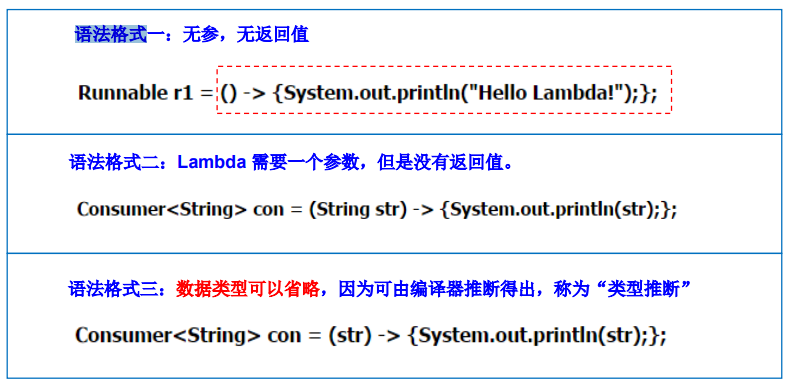 语法格式一：无参，无返回值
Runnable r1 = () -> {System.out.println("Hello Lambda!");};
语法格式二：Lambda 需要一个参数，但是没有返回值。
Consumer<String> con = (String str) -> {System.out.println(str);};
语法格式三：数据类型可以省略，因为可由编译器推断得出，称为“类型推断”
Consumer<String> con = (str) -> {System.out.println(str);};